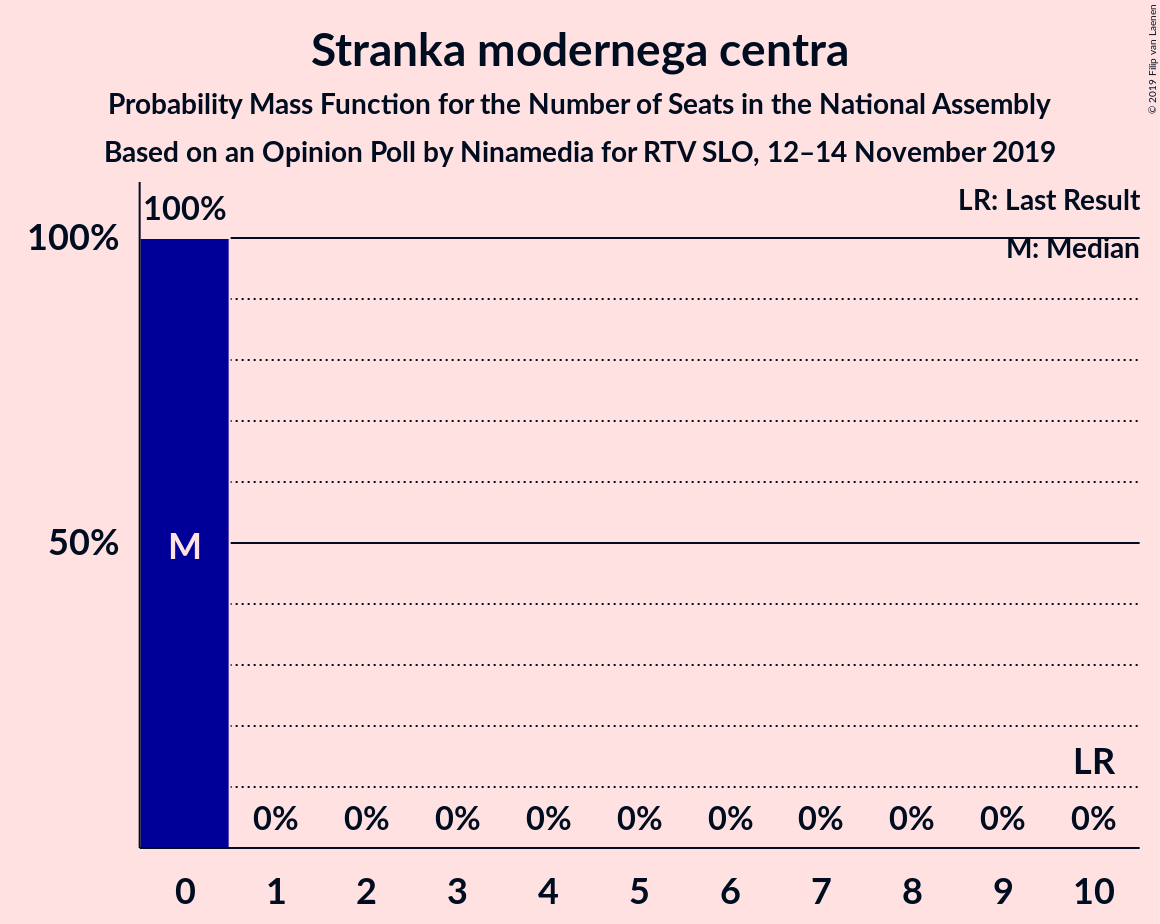 Stranka modernega centra
Probability Mass Function for the Number of Seats in the National Assembly
Based on an Opinion Poll by Ninamedia for RTV SLO, 12–14 November 2019
© 2019 Filip van Laenen
LR: Last Result
M: Median
100%
100%
50%
M
LR
0% 0% 0% 0% 0% 0% 0% 0% 0% 0%
0 1 2 3 4 5 6 7 8 9 10